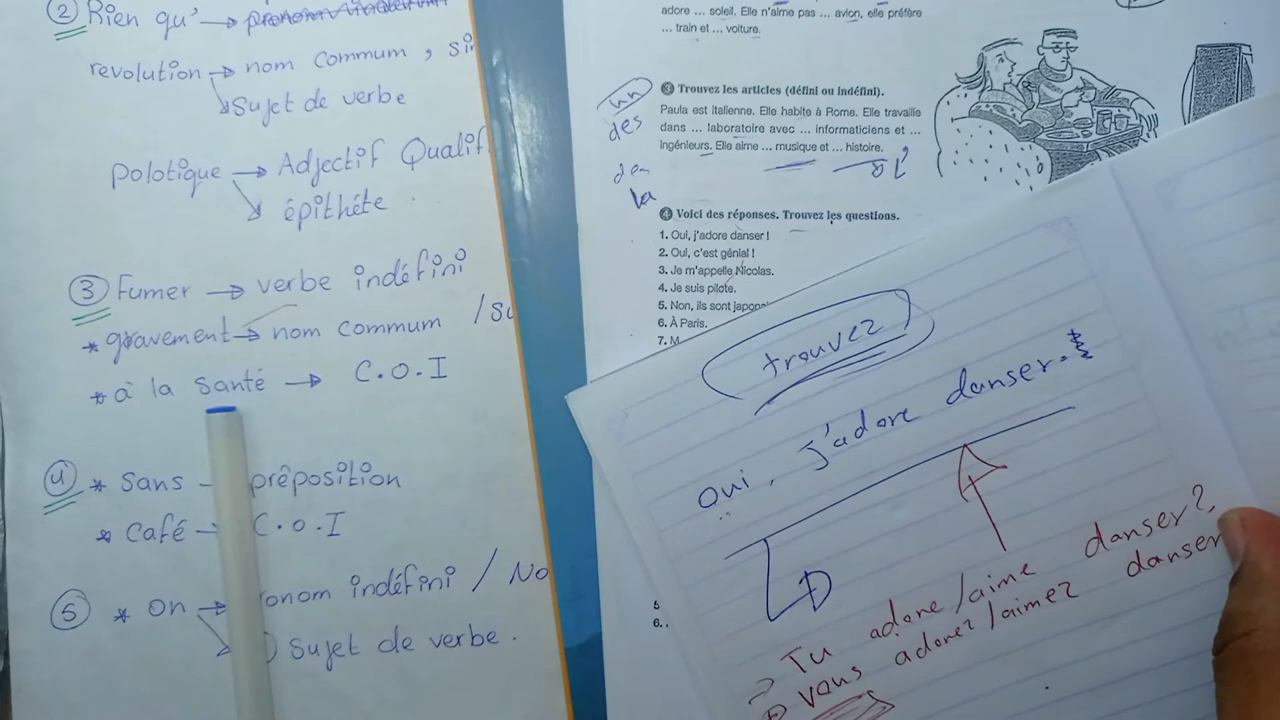 ② Rien qu' →
revolution → nom commum ,
Sujet de verbe
Polotique → Adjectif Qualif
épithéte .
③ Fumer → verbe indéfini
* gravement → nom commum /
* à la santé → C.O.I
④ * Sans préposition
* Café C.O.I
⑤ * on → onom indéfini / No
Sujet de verbe .
adore ... soleil. Elle n'aime pas ... avion, elle préfère
... train et ... voiture.
un
des
la
③ Trouvez les articles (défini ou indéfini).
Paula est italienne. Elle habite à Rome. Elle travaille
dans ... laboratoire avec ... informaticiens et ...
ingénieurs. Elle aime ... musique et ... histoire.
④ Voici des réponses. Trouvez les questions.
1. Oui, j'adore danser !
2. Oui, c'est génial !
3. Je m'appelle Nicolas.
4. Je suis pilote.
5. Non, ils sont japonai
6. À Paris.
7. M
5
6.
trouvez
Oui, j'adore danser.
→ Tu adore/aime danser?
vous adorez/aimez danser